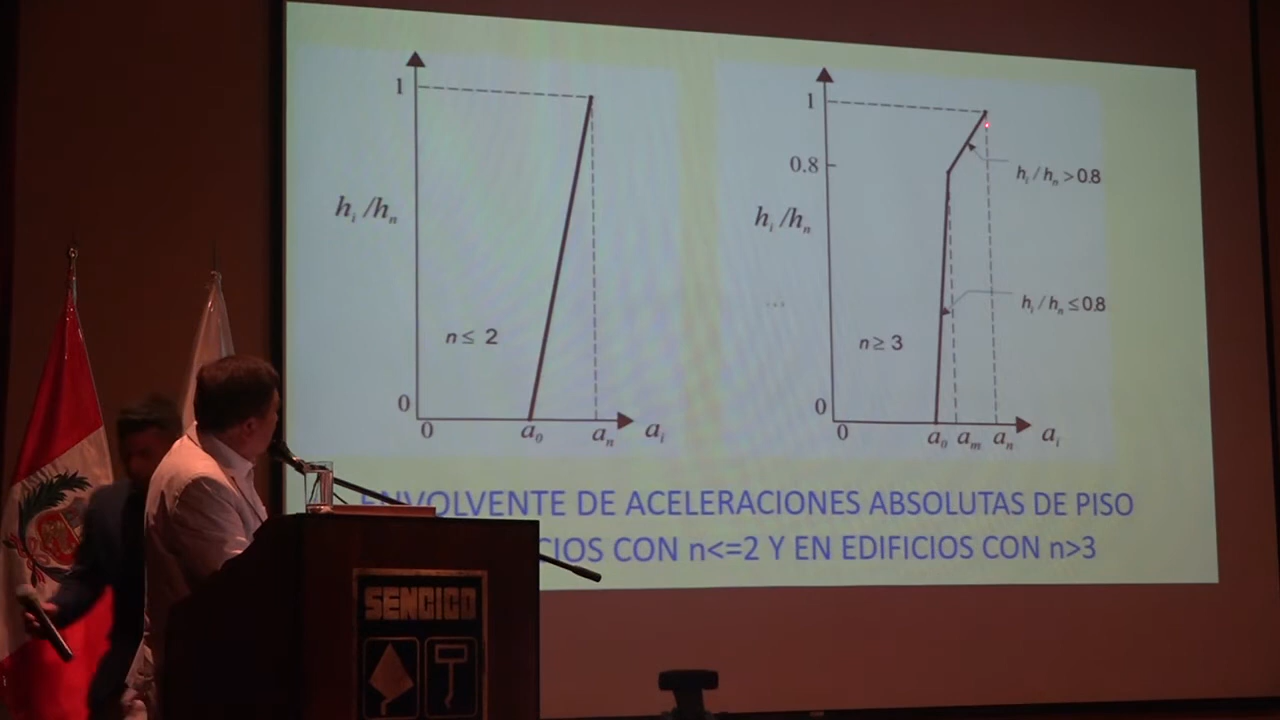 1
h_i /h_n
n ≤ 2
0
0
a_0
a_n
a_i
1
0.8
h_i /h_n
...
n ≥ 3
0
0
a_0
a_m
a_n
a_i
h_i / h_n > 0.8
h_i / h_n ≤ 0.8
ENVOLVENTE DE ACELERACIONES ABSOLUTAS DE PISO
CIOS CON n<=2 Y EN EDIFICIOS CON n>3
SENCICO